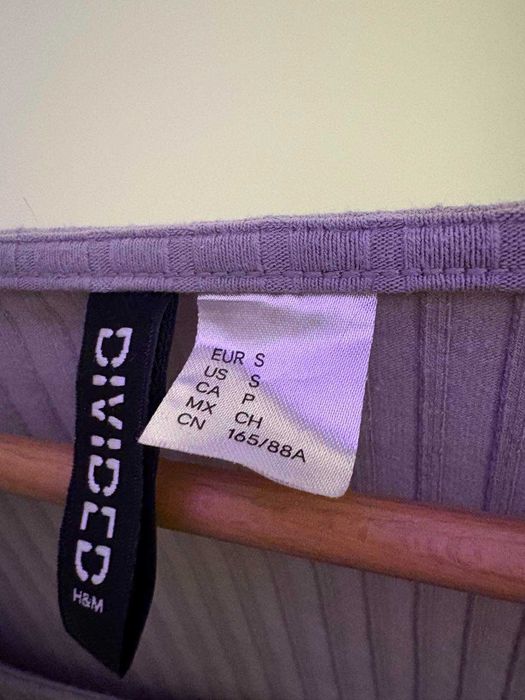 DIVIDED
H&M
EUR S
US S
CA P
MX CH
CN 165/88A